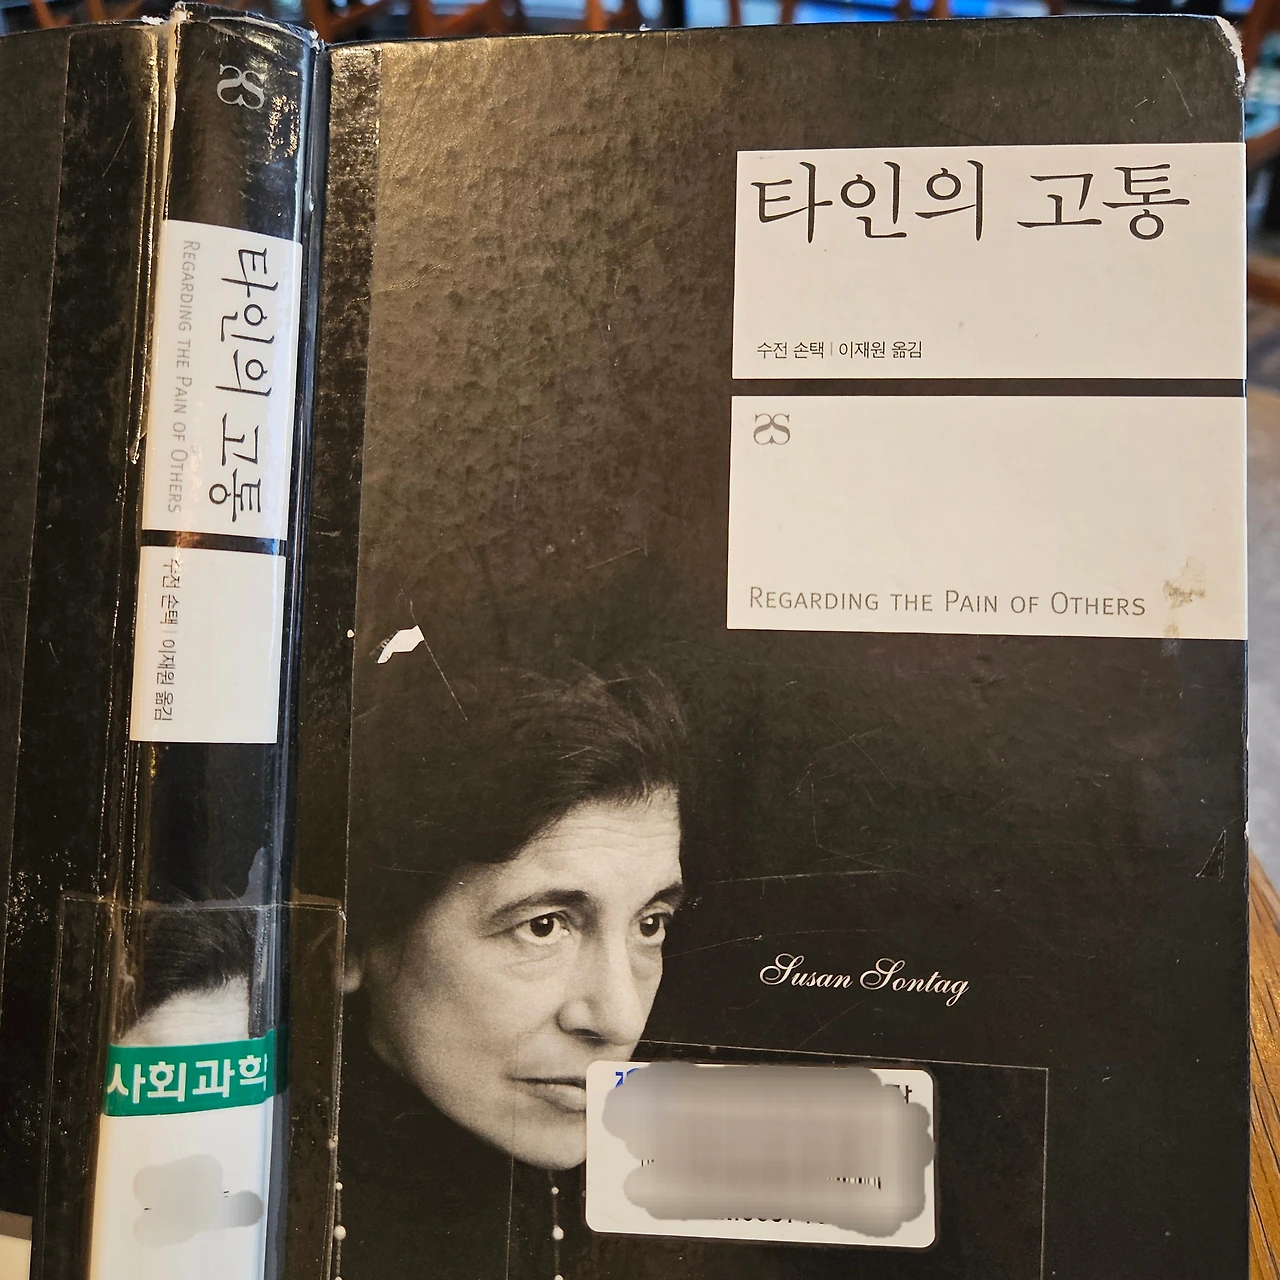 타인의 고통
REGARDING THE PAIN OF OTHERS
수전 손택 | 이재원 옮김
사회과학
타인의 고통
수전 손택 | 이재원 옮김
REGARDING THE PAIN OF OTHERS
Susan Sontag